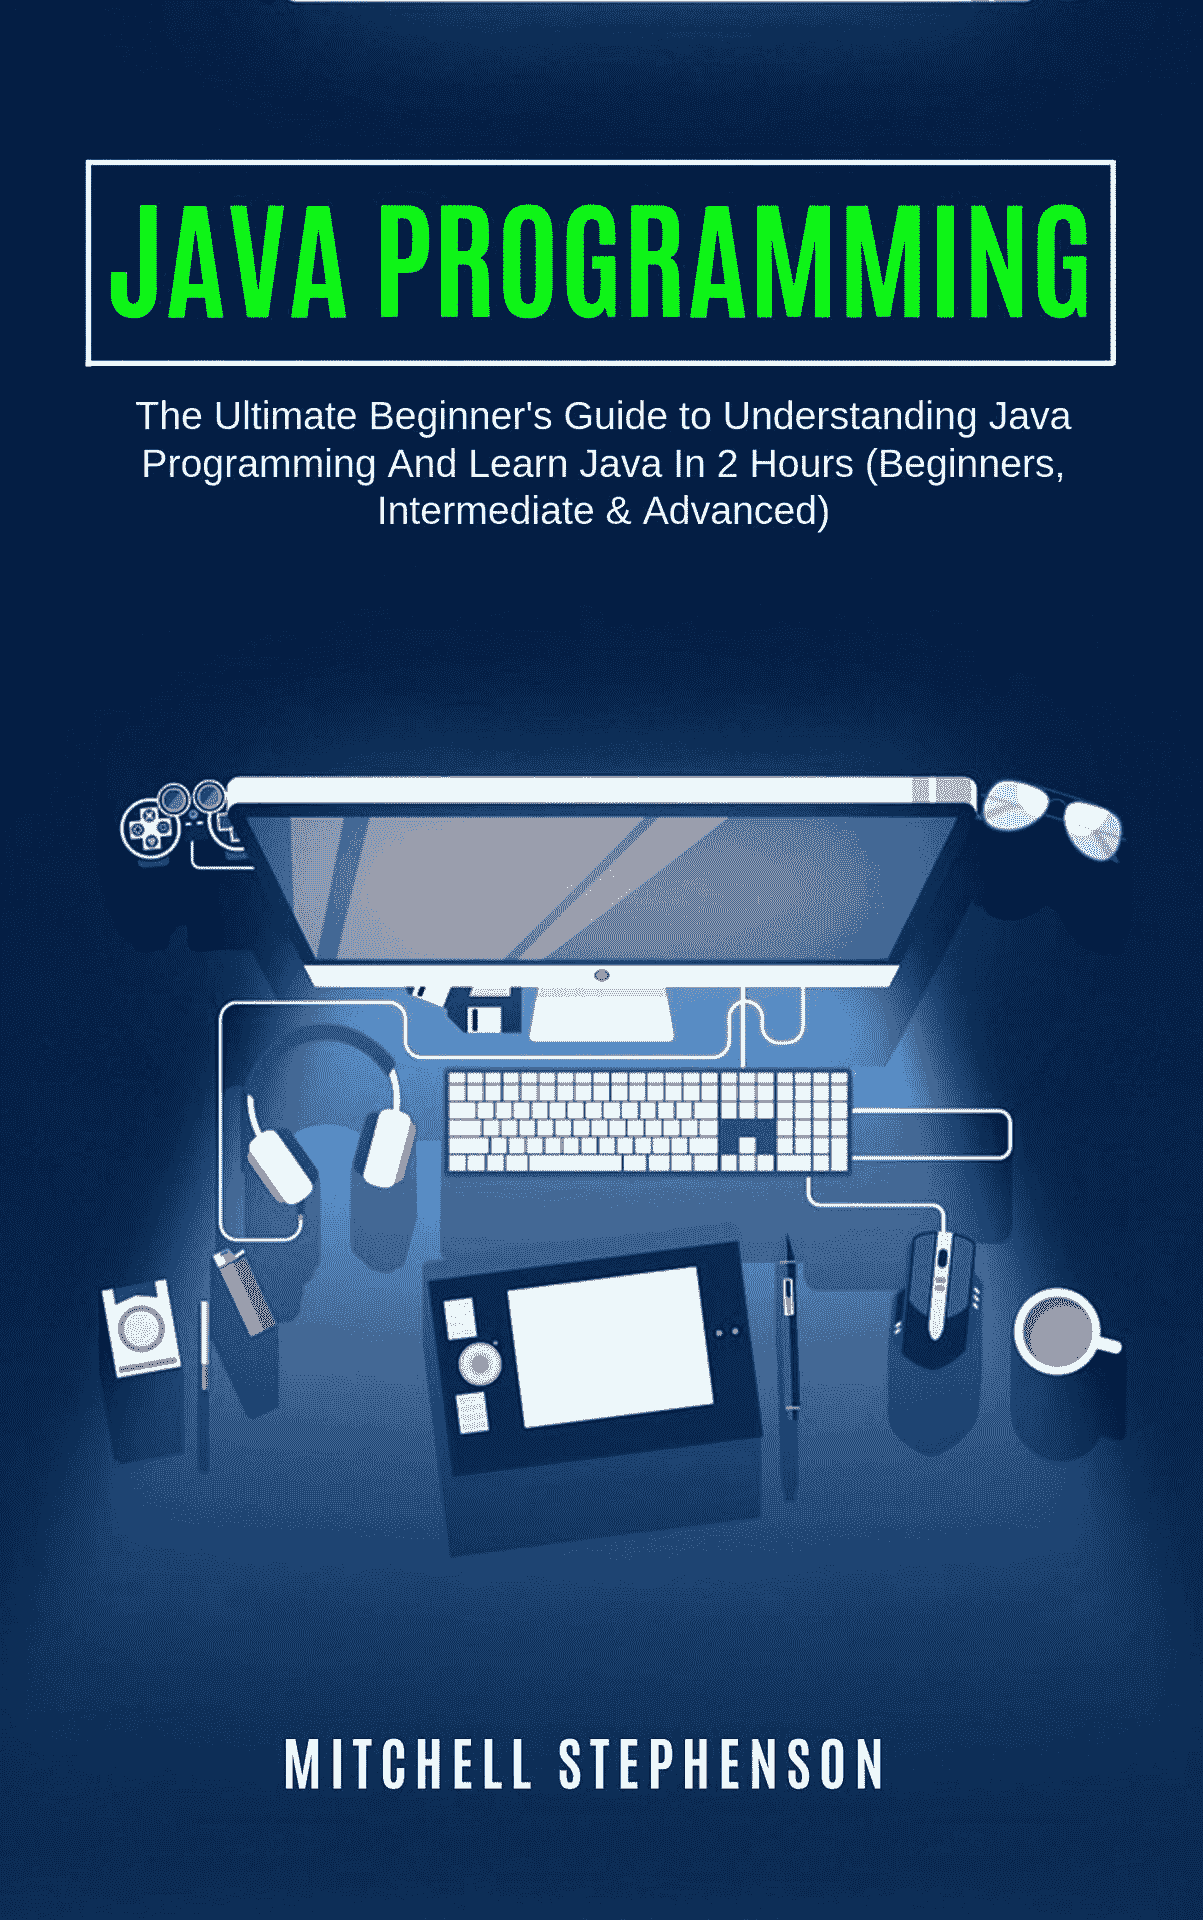 JAVA PROGRAMMING
The Ultimate Beginner's Guide to Understanding Java
Programming And Learn Java In 2 Hours (Beginners,
Intermediate & Advanced)
MITCHELL STEPHENSON